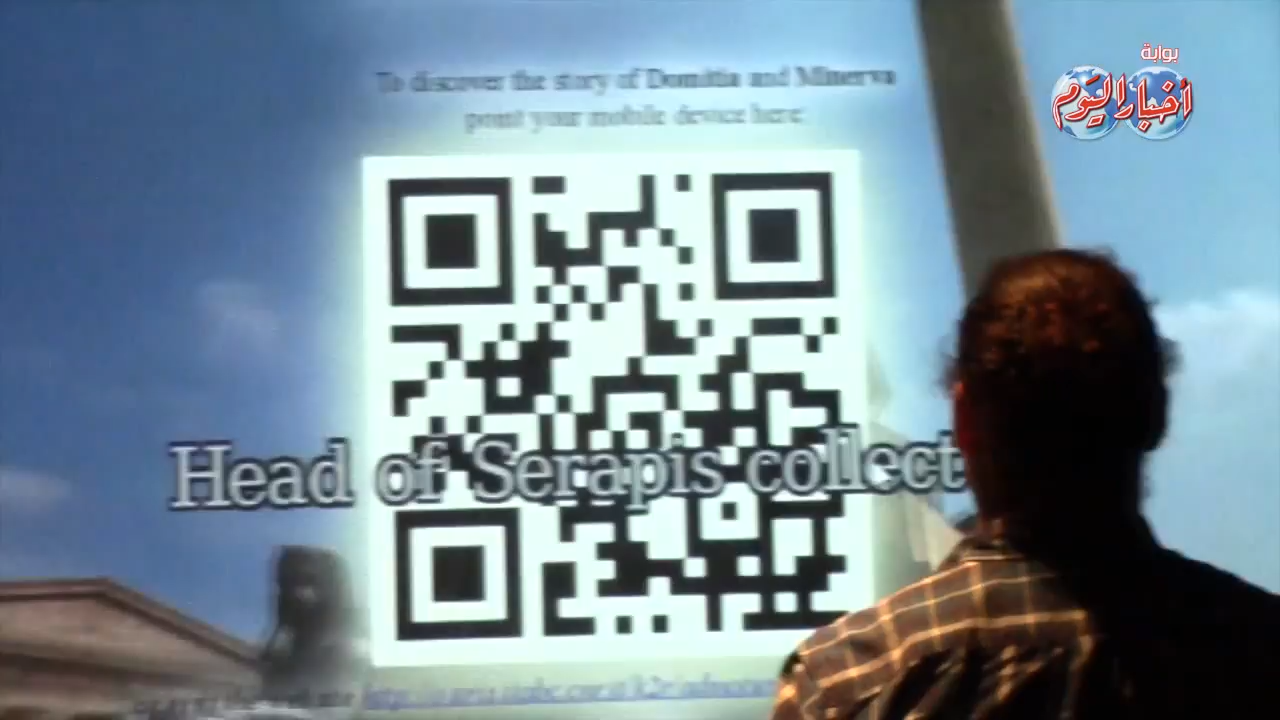 بوابة
أخبار اليوم
To discover the story of Domitia and Minerva
point your mobile device here
Head of Serapis collect